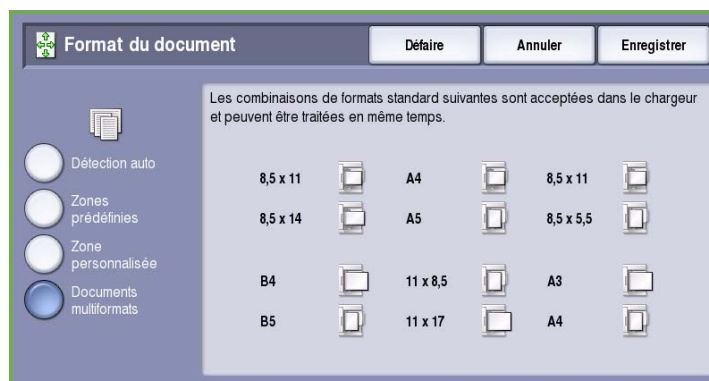 Format du document
Défaire
Annuler
Enregistrer
Les combinaisons de formats standard suivantes sont acceptées dans le chargeur
et peuvent être traitées en même temps.
Détection auto
Zones
prédéfinies
Zone
personnalisée
Documents
multiformats
8,5 x 11 A4 8,5 x 11
8,5 x 14 A5 8,5 x 5,5
B4 11 x 8,5 A3
B5 11 x 17 A4